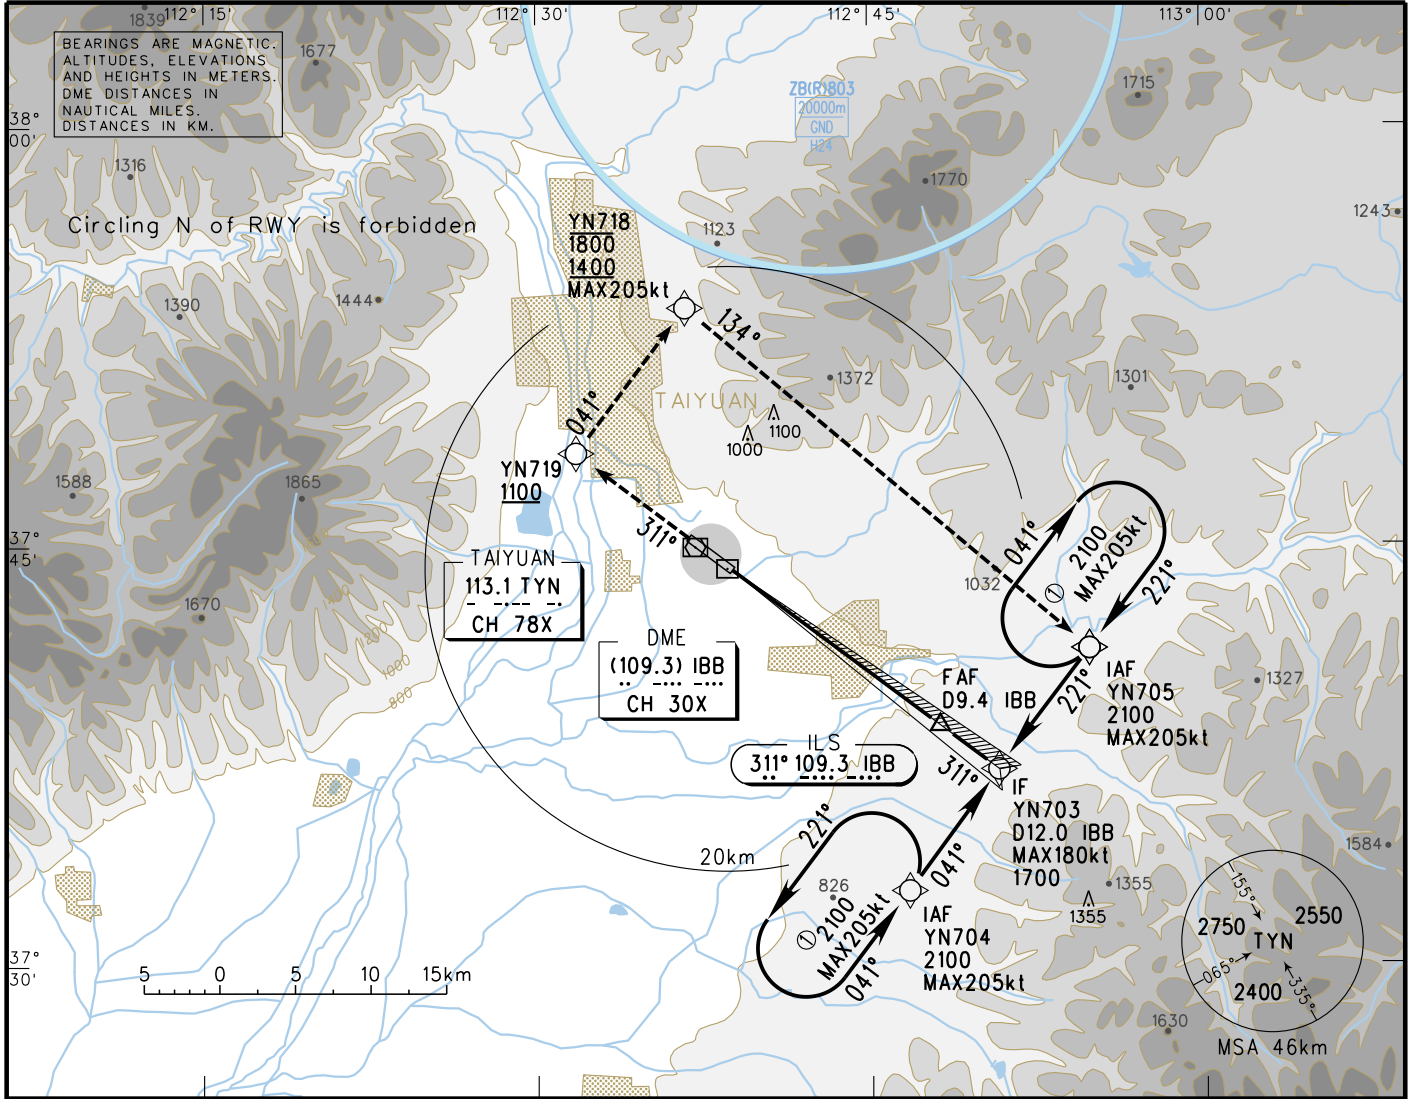 112° 15'
112° 30'
112° 45'
113° 00'
1839
BEARINGS ARE MAGNETIC.
ALTITUDES, ELEVATIONS
AND HEIGHTS IN METERS.
DME DISTANCES IN
NAUTICAL MILES.
DISTANCES IN KM.
1677
38°
00'
1316
ZB(R)803
20000m
GND
H24
1715
1770
1243
Circling N of RWY is forbidden
YN718
1800
1400
MAX205kt
1123
1390
1444
134°
1372
1301
TAIYUAN
041°
1100
1000
YN719
1100
1588
1865
311°
37°
45'
041°
2100
MAX205kt
①
221°
1032
TAIYUAN
113.1 TYN
CH 78X
1670
1400
1200
1000
800
DME
(109.3) IBB
CH 30X
FAF
D9.4 IBB
221°
IAF
YN705
2100
MAX205kt
1327
ILS
311° 109.3 IBB
311°
IF
YN703
D12.0 IBB
MAX180kt
1700
1584
221°
20km
041°
826
1355
1355
① 2100
MAX205kt
041°
IAF
YN704
2100
MAX205kt
155°
2750
2550
TYN
065°
2400
335°
MSA 46km
37°
30'
5 0 5 10 15km
1630